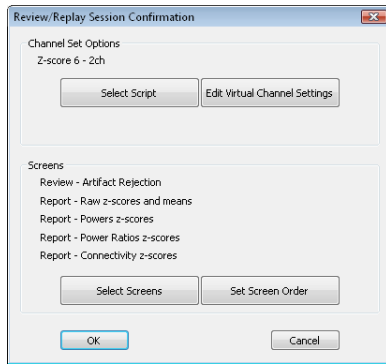 Review/Replay Session Confirmation
Channel Set Options
Z-score 6 - 2ch
Select Script
Edit Virtual Channel Settings
Screens
Review - Artifact Rejection
Report - Raw z-scores and means
Report - Powers z-scores
Report - Power Ratios z-scores
Report - Connectivity z-scores
Select Screens
Set Screen Order
OK
Cancel